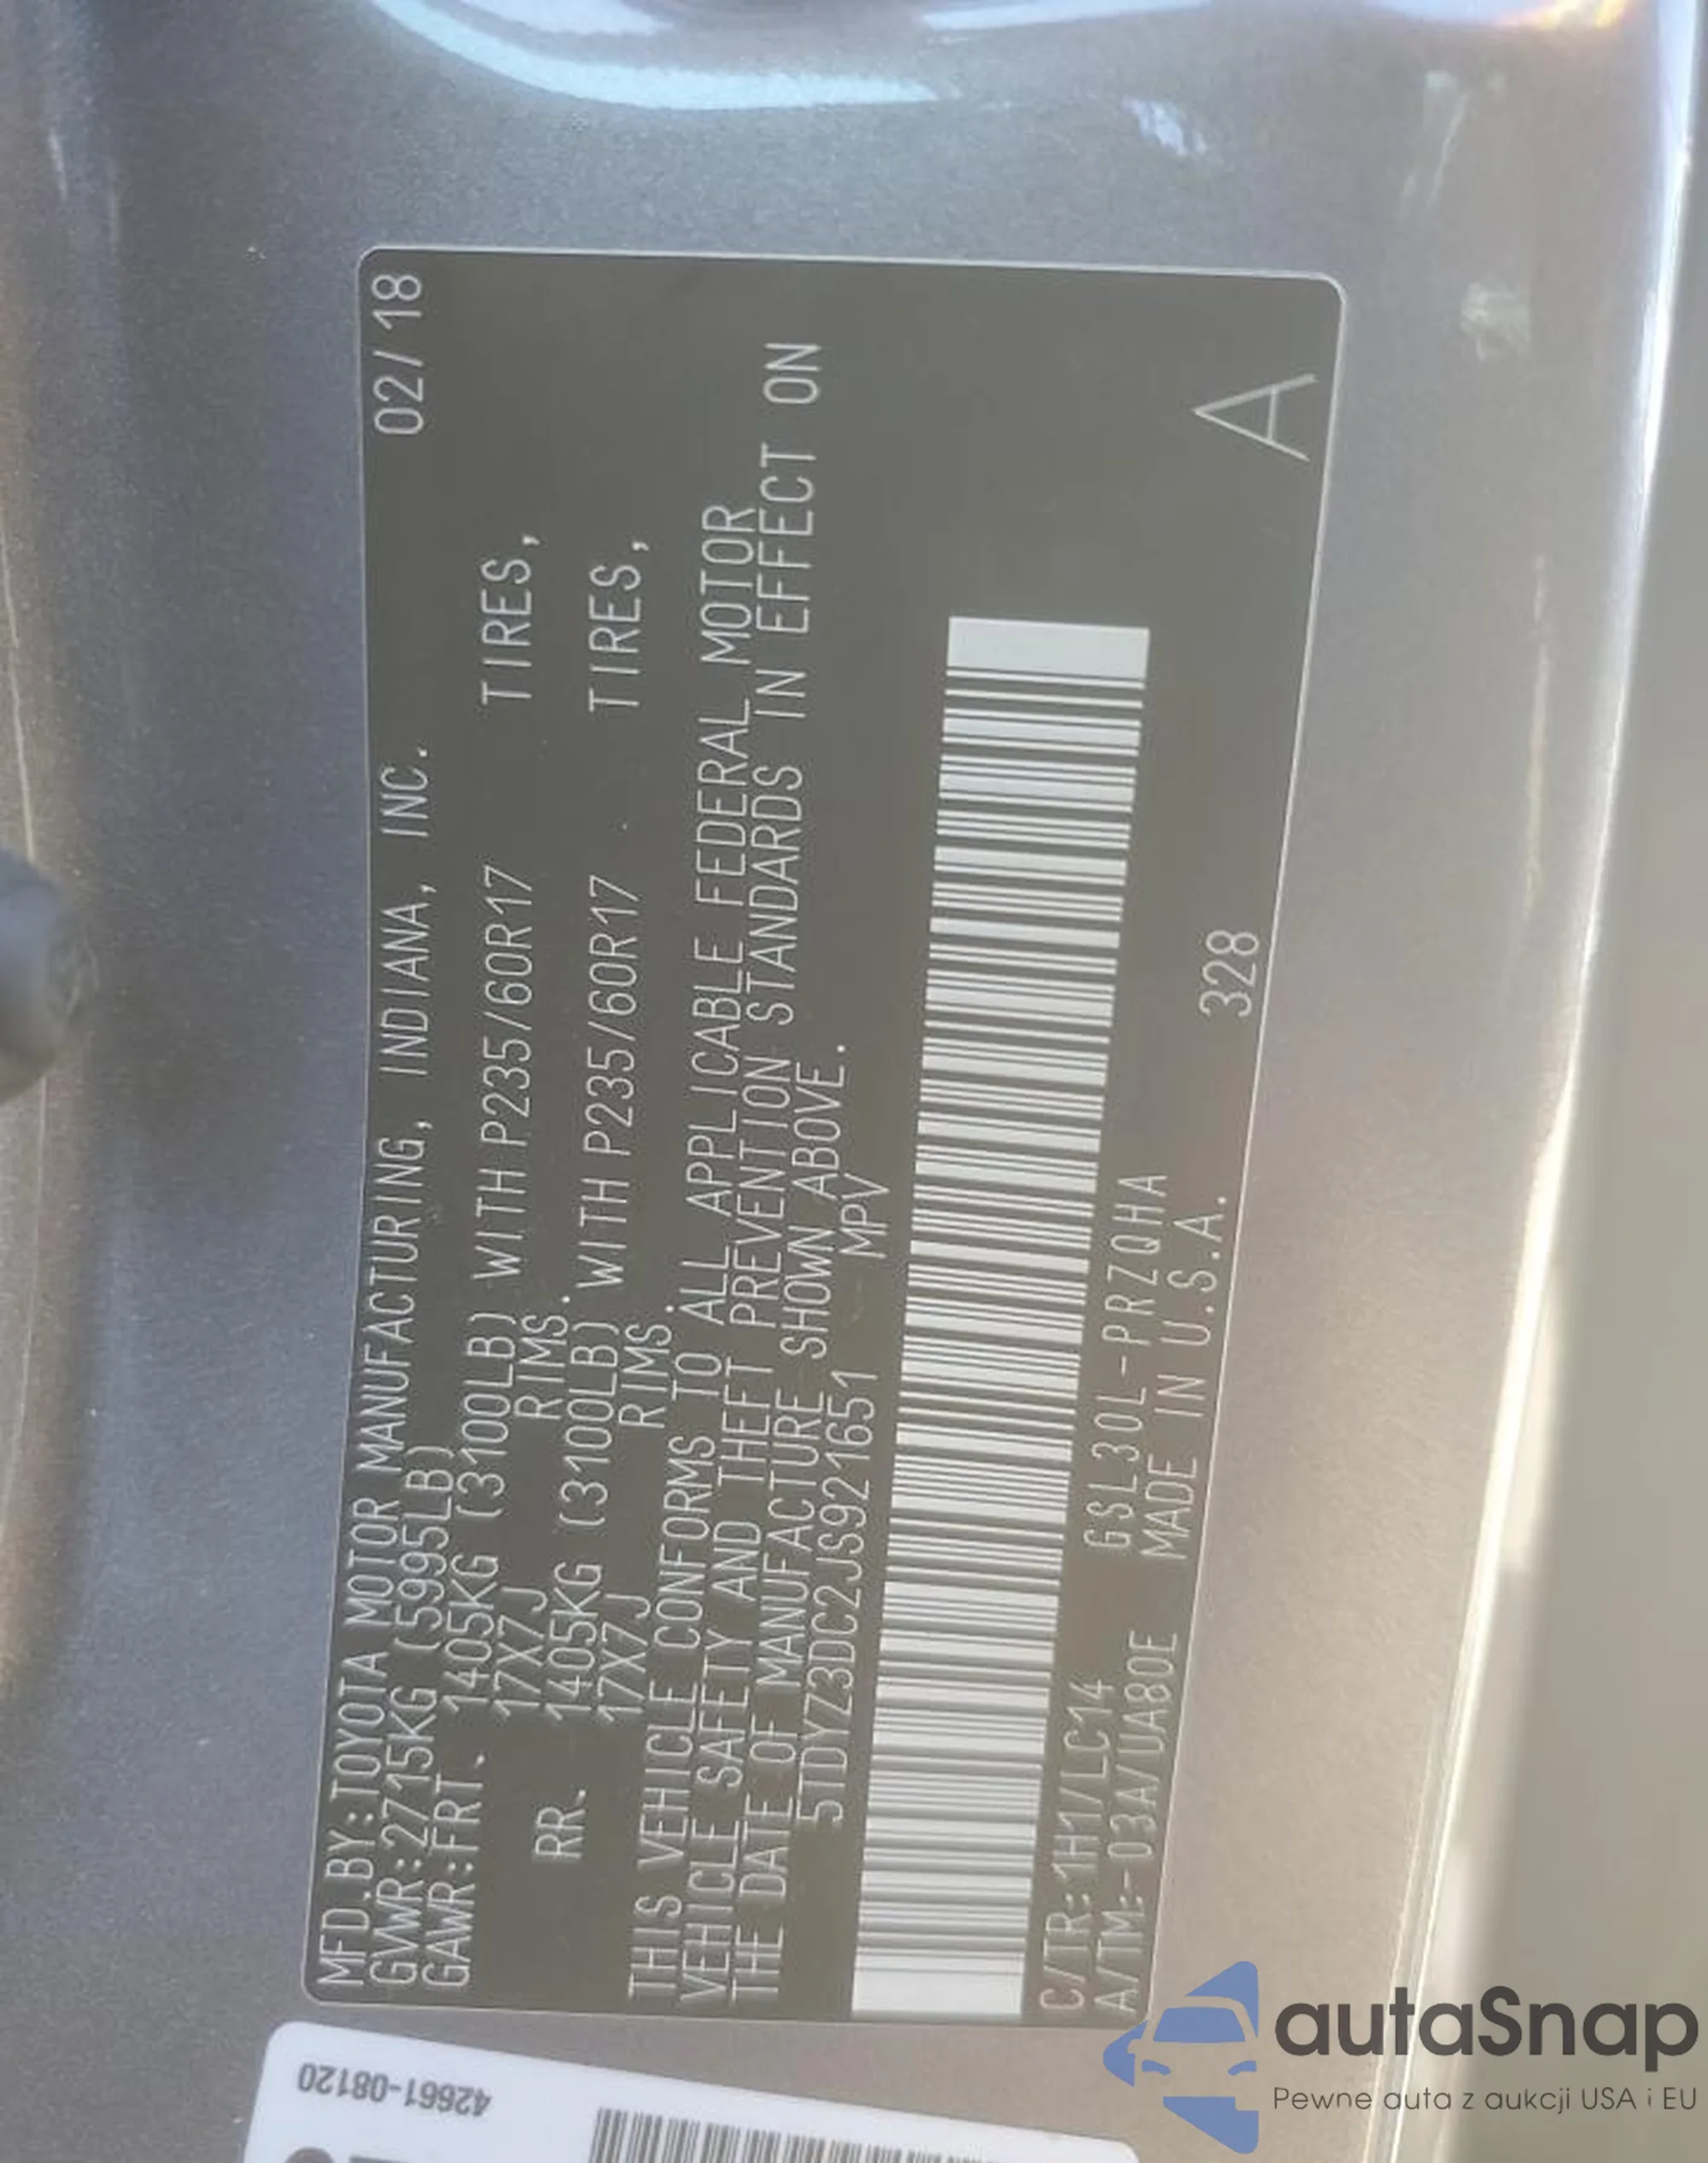 MFD.BY:TOYOTA MOTOR MANUFACTURING, INDIANA, INC. 02/18
GVWR:2715KG (5995LB)
GAWR:FRT. 1405KG (3100LB) WITH P235/60R17 TIRES,
17X7J RIMS.
RR. 1405KG (3100LB) WITH P235/60R17 TIRES,
17X7J RIMS.
THIS VEHICLE CONFORMS TO ALL APPLICABLE FEDERAL MOTOR
VEHICLE SAFETY AND THEFT PREVENTION STANDARDS IN EFFECT ON
THE DATE OF MANUFACTURE SHOWN ABOVE.
5TDYZ3DC2JS921651 MPV
C/TR:1H1/LC14 GSL30L-PRZQHA
A/TM:-03A/UA80E MADE IN U.S.A. 328
A
42661-08120
autaSnap
Pewne auta z aukcji USA i EU